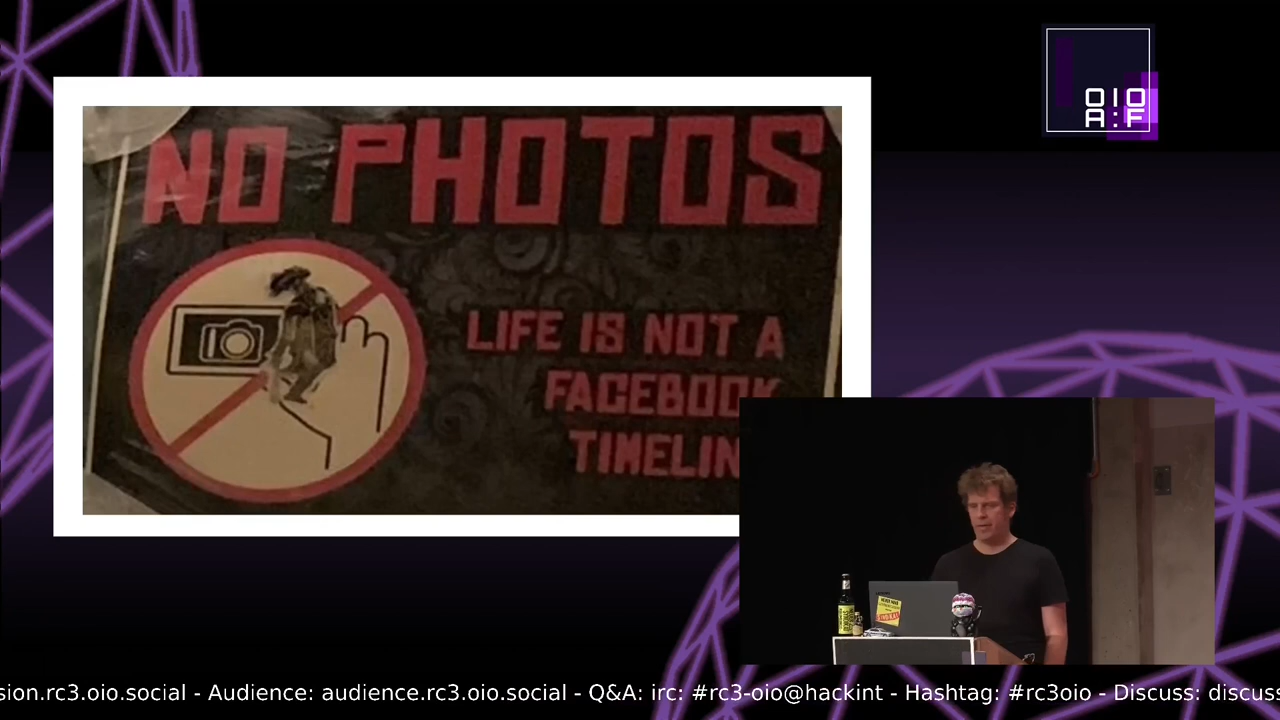 OIO
A:F
NO PHOTOS
LIFE IS NOT A
FACEBOOK
TIMELIN
sion.rc3.oio.social - Audience: audience.rc3.oio.social - Q&A: irc: #rc3-oio@hackint - Hashtag: #rc3oio - Discuss: discuss